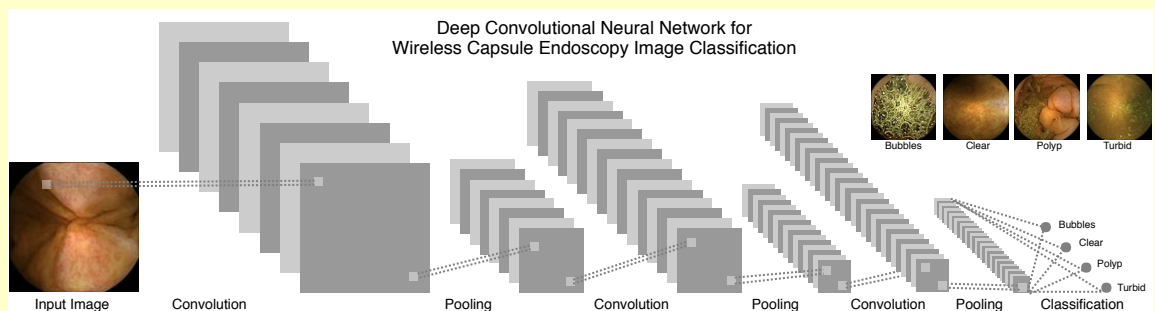 Deep Convolutional Neural Network for
Wireless Capsule Endoscopy Image Classification
Bubbles Clear Polyp Turbid
Bubbles
Clear
Polyp
Turbid
Input Image Convolution Pooling Convolution Pooling Convolution Pooling Classification